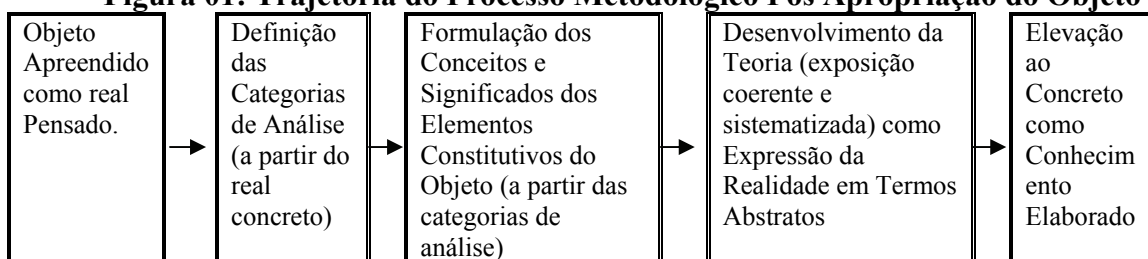 Figura 01: Trajetória do Processo Metodológico Pós Apropriação do Objeto
Objeto
Apreendido
como real
Pensado.
Definição
das
Categorias
de Análise
(a partir do
real
concreto)
Formulação dos
Conceitos e
Significados dos
Elementos
Constitutivos do
Objeto (a partir das
categorias de
análise)
Desenvolvimento da
Teoria (exposição
coerente e
sistematizada) como
Expressão da
Realidade em Termos
Abstratos
Elevação
ao
Concreto
como
Conhecim
ento
Elaborado